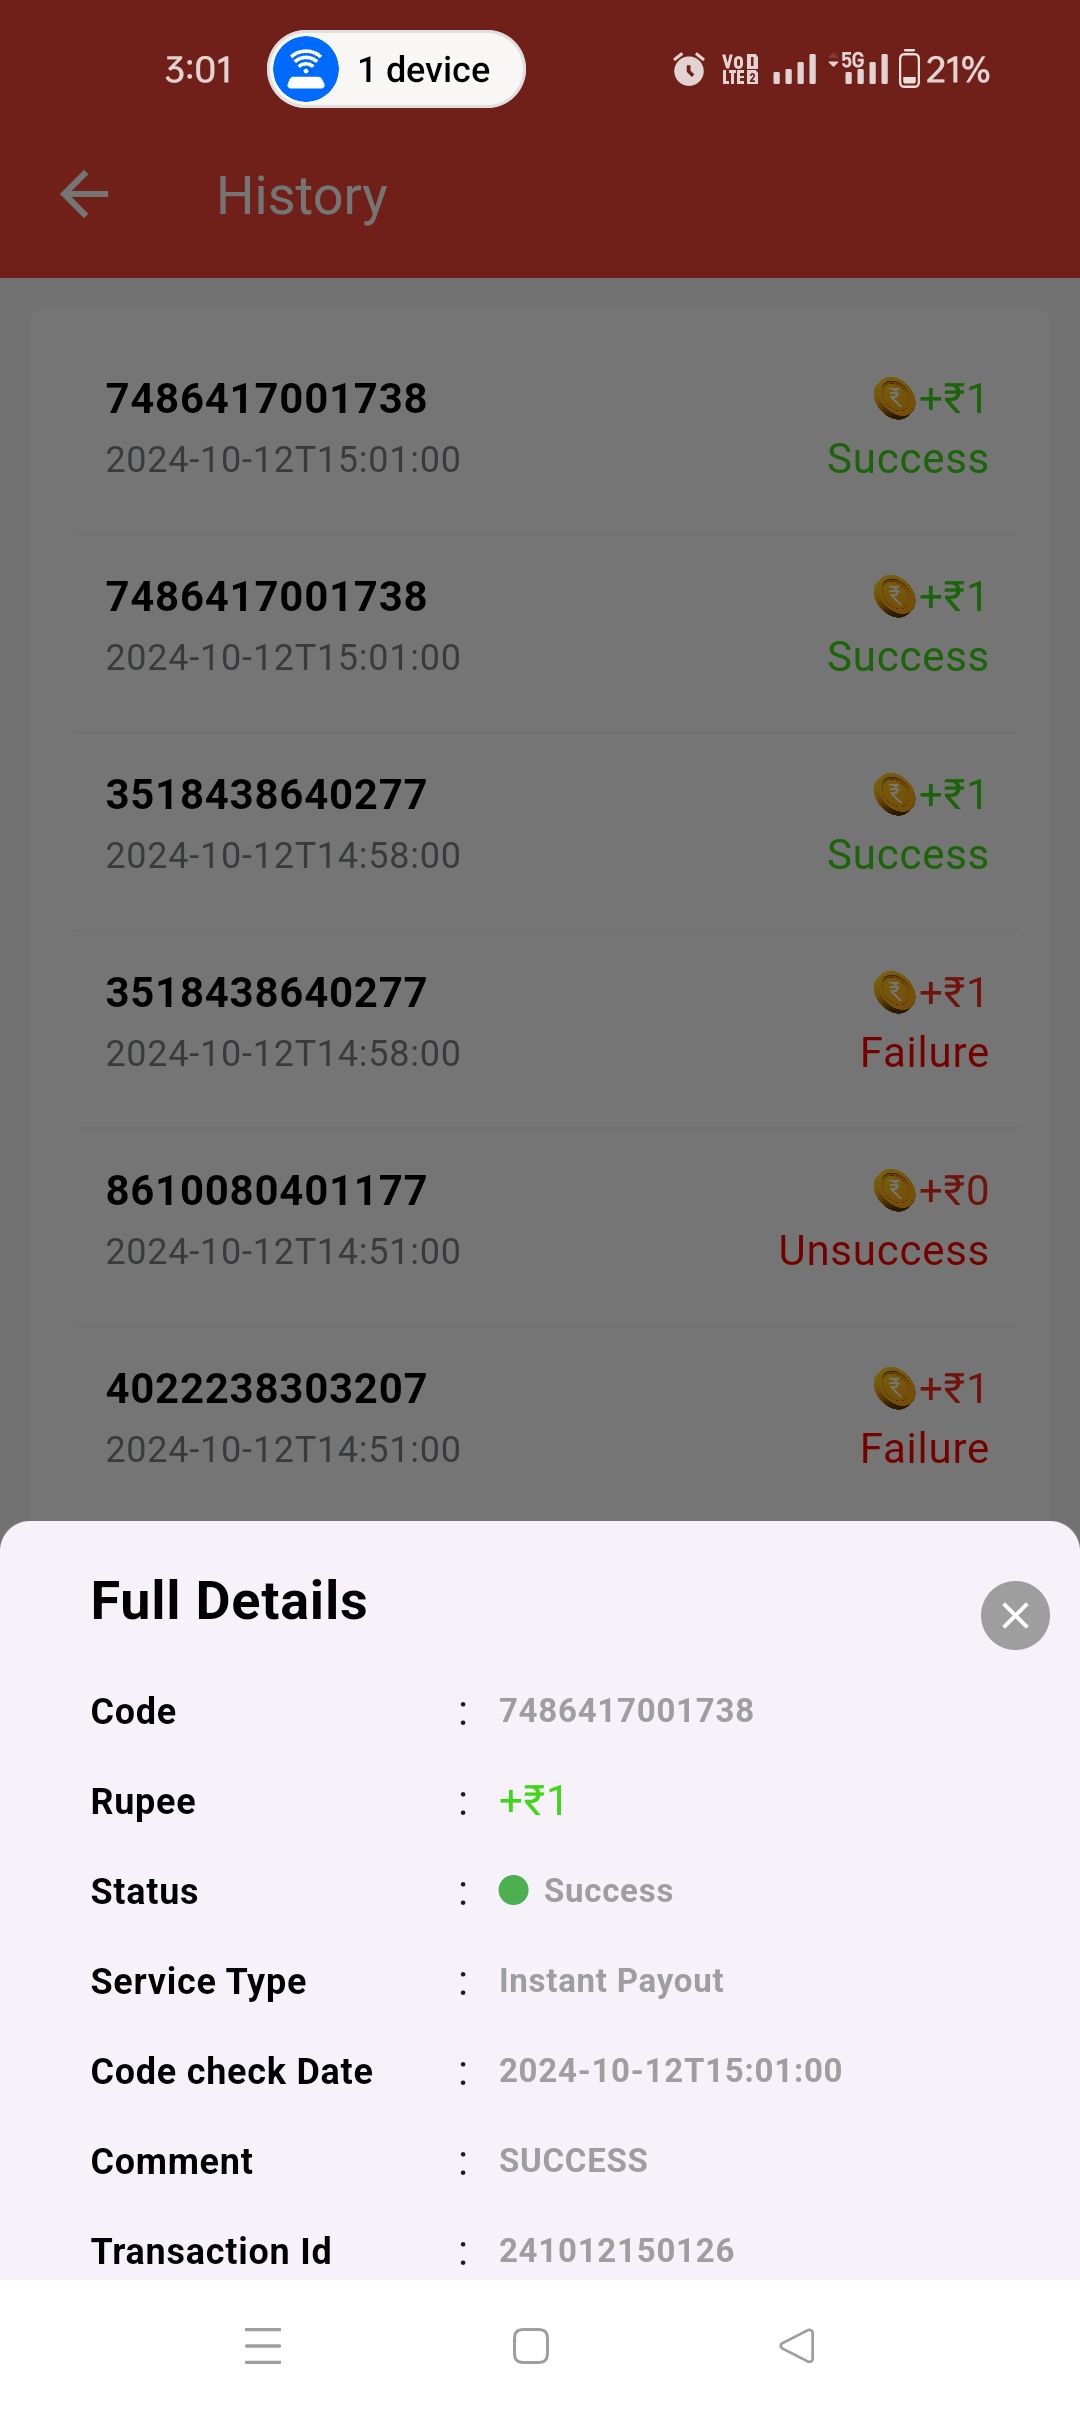 3:01 1 device Vo 1 LTE 2 5G 21%
History
7486417001738 +₹1
2024-10-12T15:01:00 Success
7486417001738 +₹1
2024-10-12T15:01:00 Success
3518438640277 +₹1
2024-10-12T14:58:00 Success
3518438640277 +₹1
2024-10-12T14:58:00 Failure
8610080401177 +₹0
2024-10-12T14:51:00 Unsuccess
4022238303207 +₹1
2024-10-12T14:51:00 Failure
Full Details
Code : 7486417001738
Rupee : +₹1
Status : Success
Service Type : Instant Payout
Code check Date : 2024-10-12T15:01:00
Comment : SUCCESS
Transaction Id : 241012150126